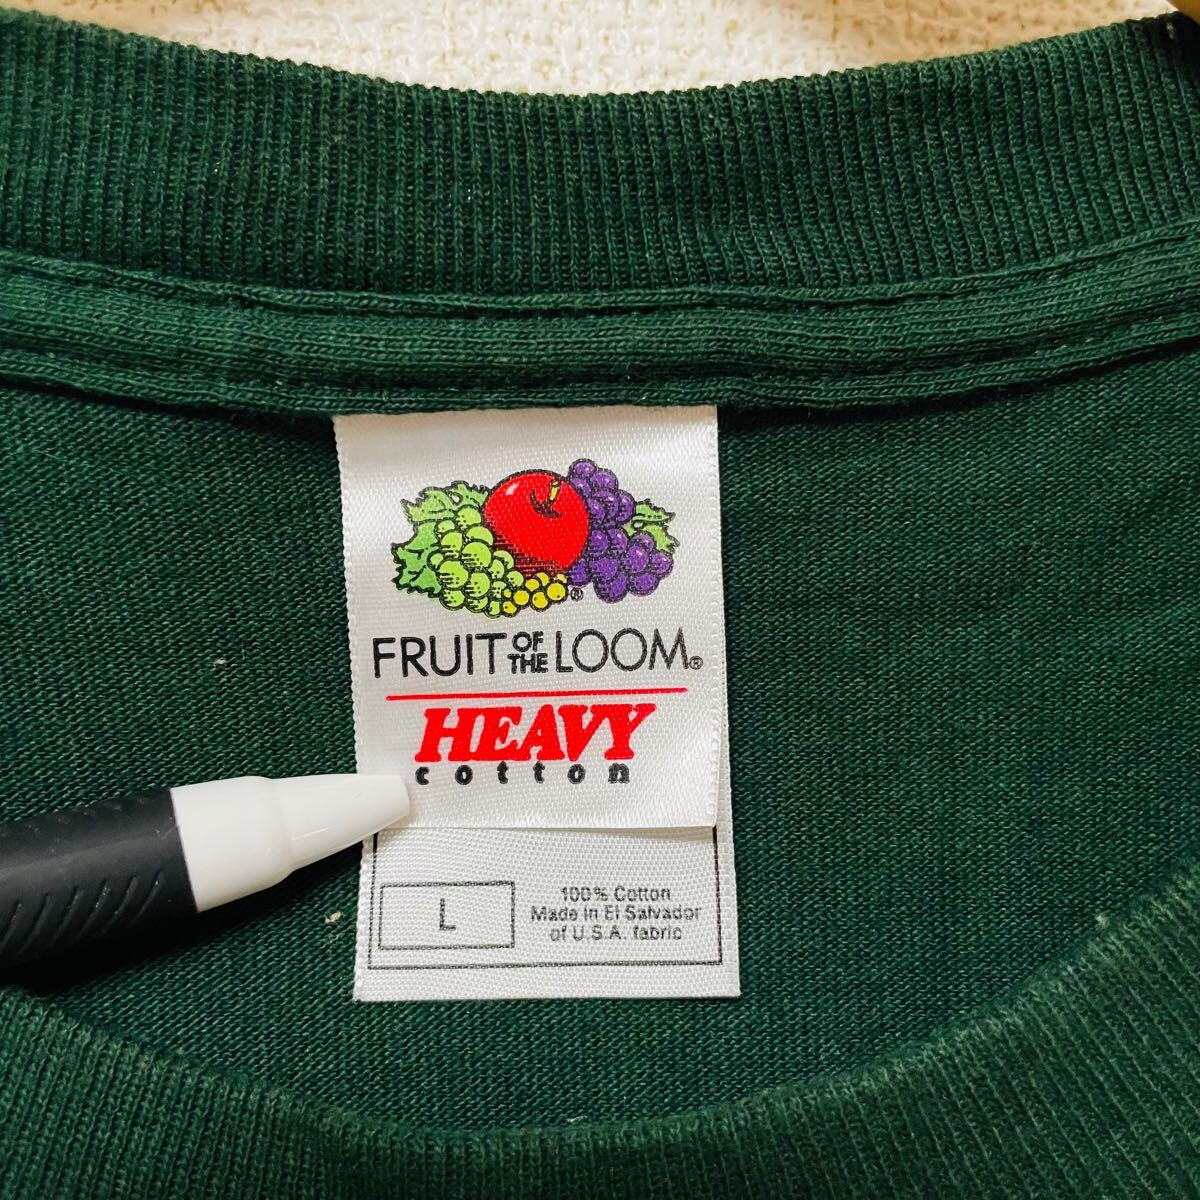 FRUIT OF THE LOOM®
HEAVY
cotton
L
100% Cotton
Made in El Salvador
of U.S.A. fabric